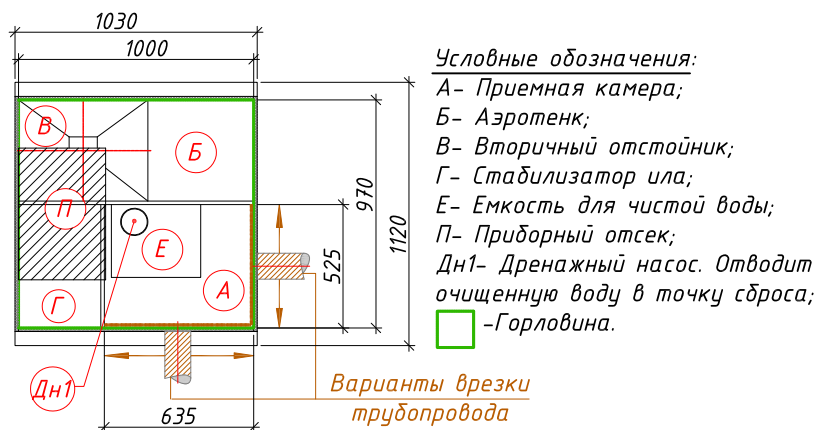 1030
1000
Условные обозначения:
А- Приемная камера;
Б- Аэротенк;
В- Вторичный отстойник;
Г- Стабилизатор ила;
Е- Емкость для чистой воды;
П- Приборный отсек;
Дн1- Дренажный насос. Отводит
очищенную воду в точку сброса;
-Горловина.
В
Б
П
Е
А
Г
Дн1
970
1120
525
635
Варианты врезки
трубопровода